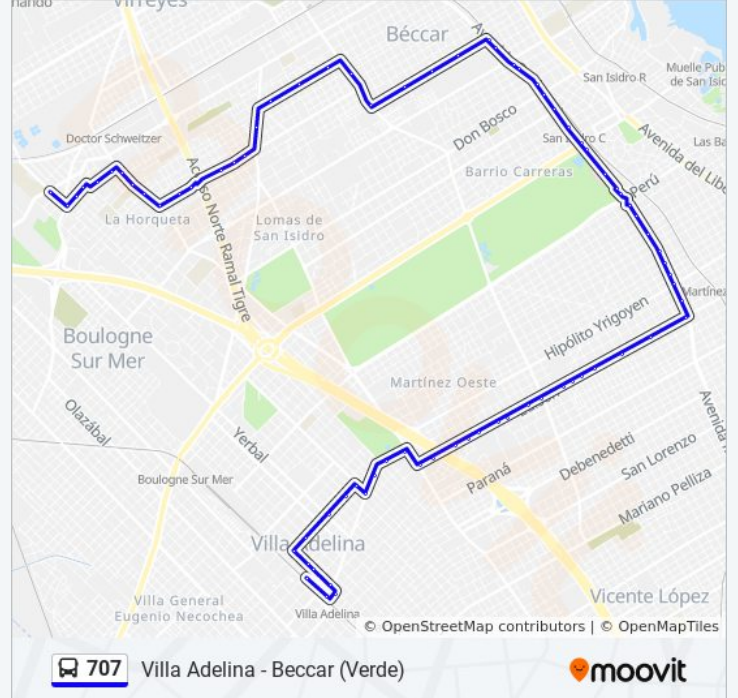 nando
Virreyes
Béccar
Muelle Pub
de San Isid
San Isidro R
Don Bosco
San Isidro C
Doctor Schweitzer
Avenida del Libe
Las Ba
Barrio Carreras
Perú
Acceso Norte Ramal Tigre
La Horqueta
Lomas de
San Isidro
Martínez
Hipólito Yrigoyen
Boulogne
Sur Mer
Martínez Oeste
Olazábal
Avenida
Yerbal
Debenedetti
San Lorenzo
Paraná
Mariano Pelliza
Boulogne Sur Mer
Villa Adelina
Villa General
Eugenio Necochea
Villa Adelina
Vicente López
© OpenStreetMap contributors | © OpenMapTiles
707 Villa Adelina - Beccar (Verde)
moovit